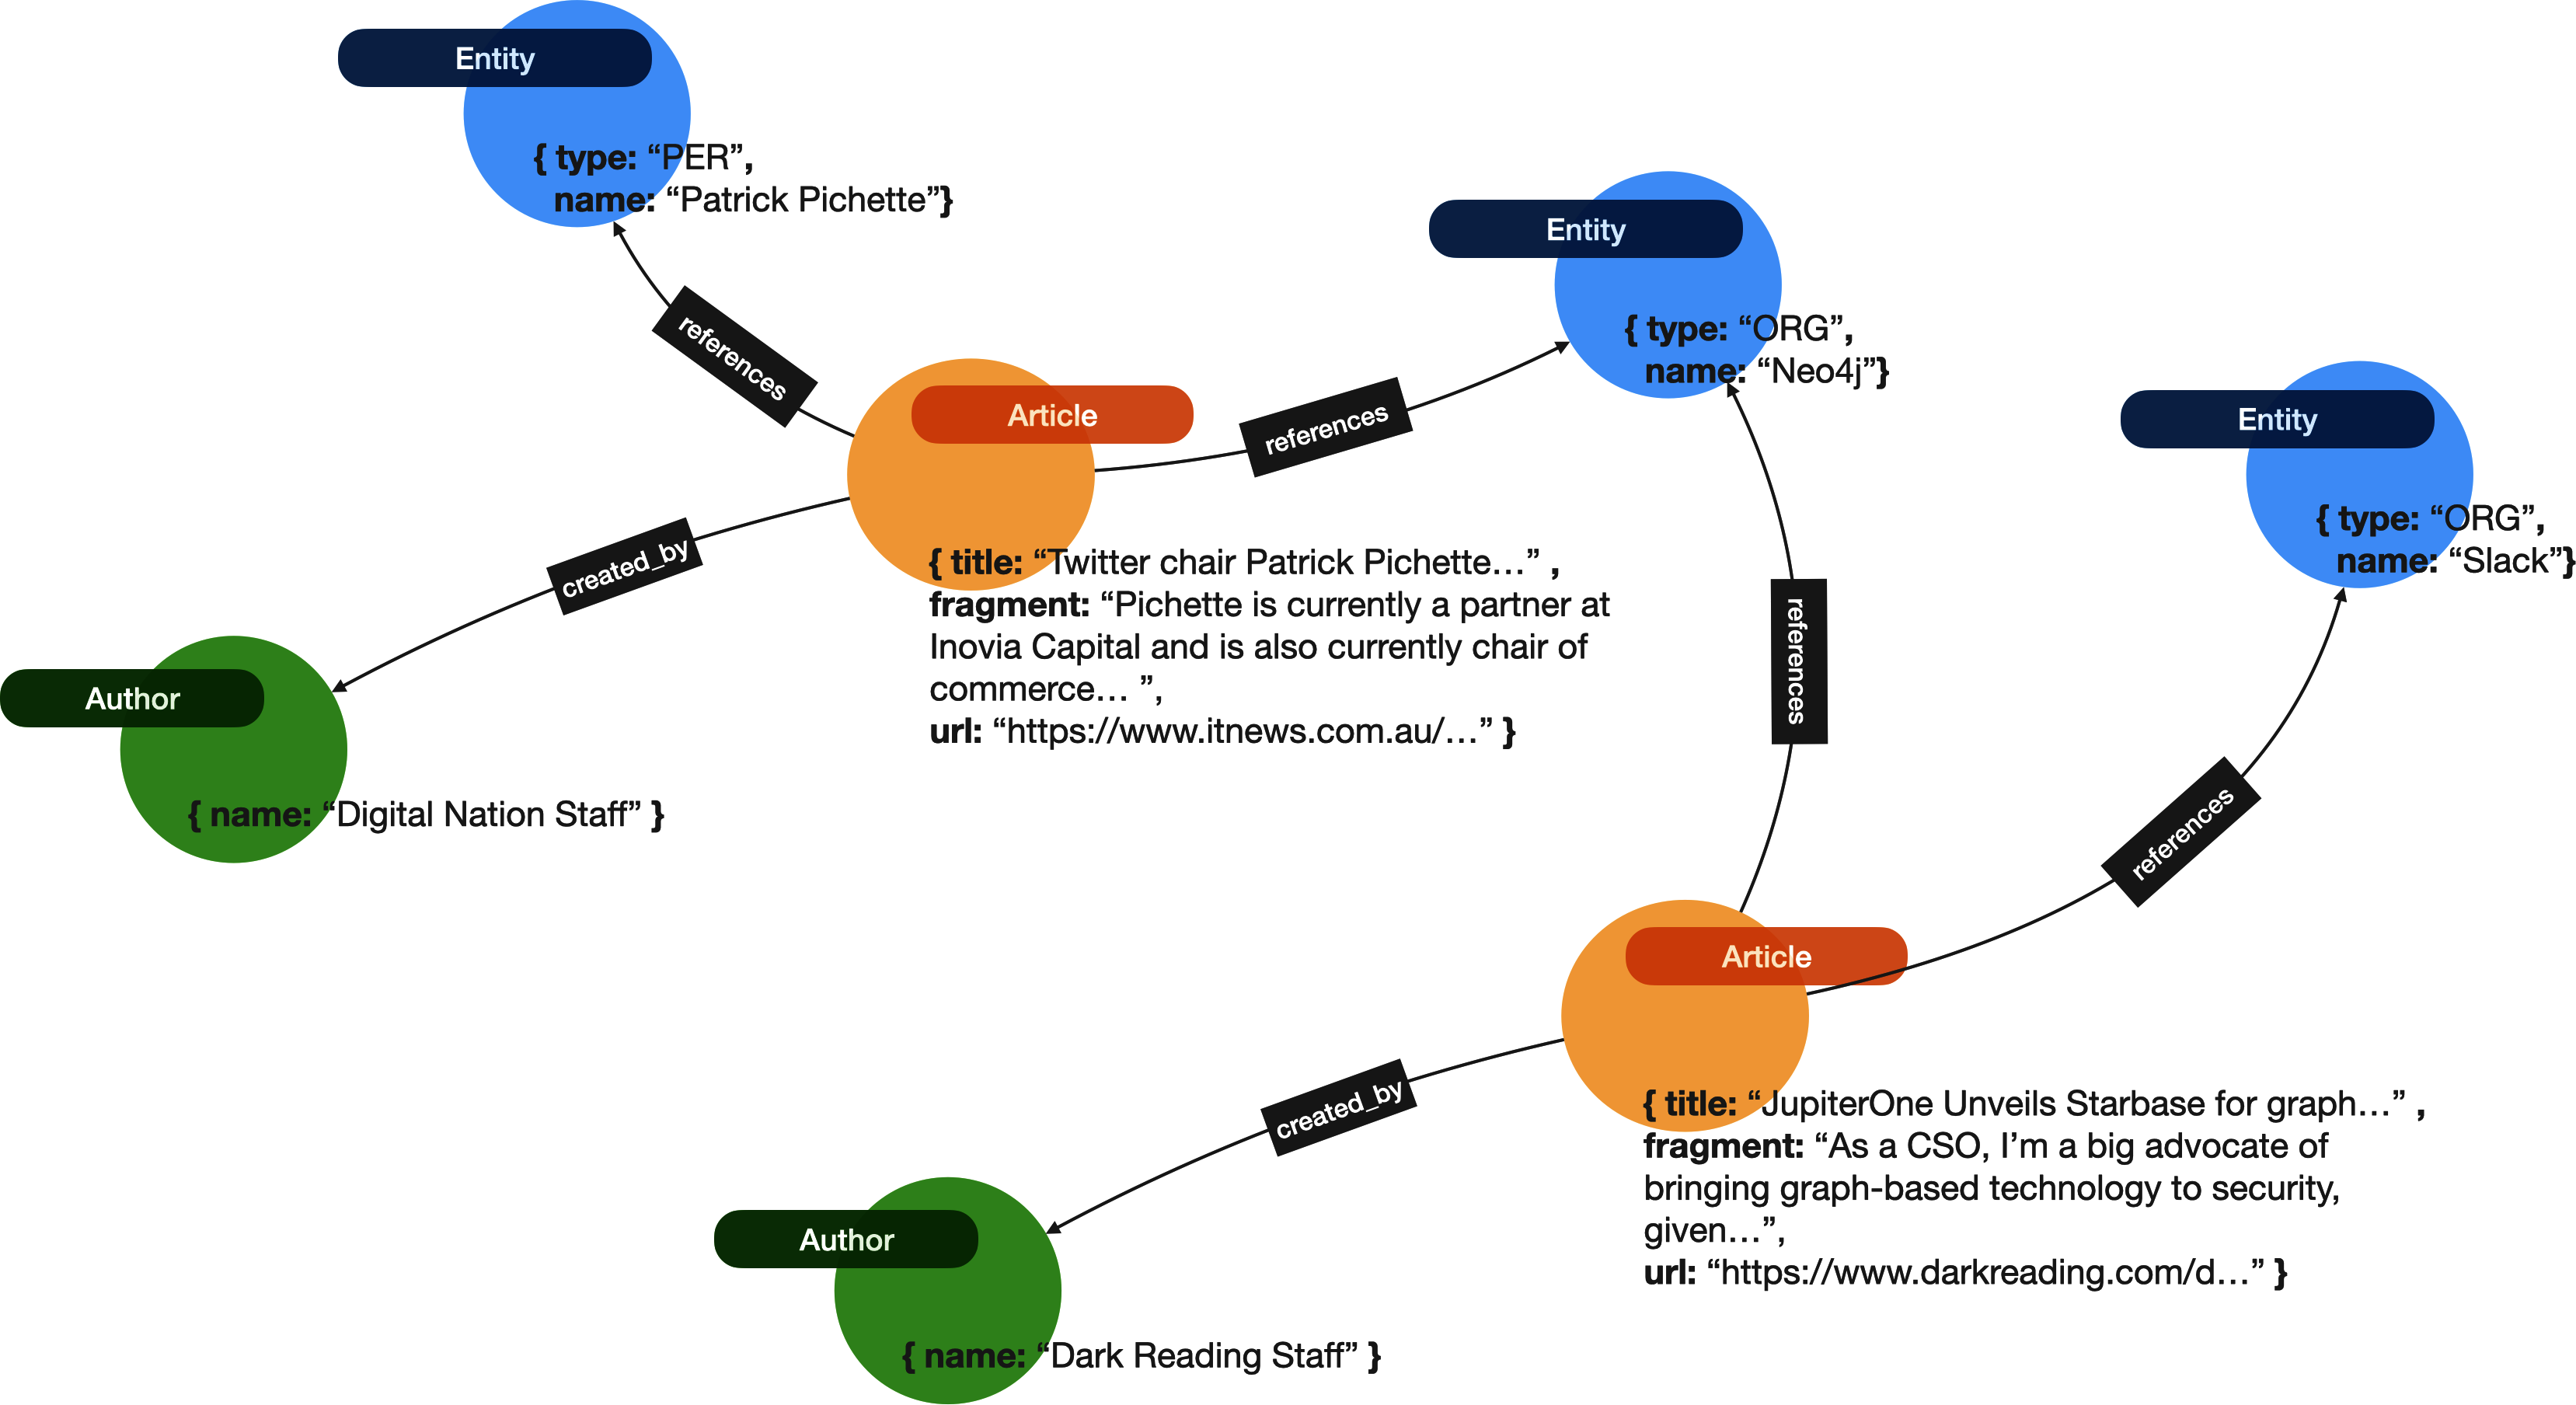 Entity
{ type: “PER”,
name: “Patrick Pichette”}
references
Entity
{ type: “ORG”,
name: “Neo4j”}
references
Article
{ title: “Twitter chair Patrick Pichette…” ,
fragment: “Pichette is currently a partner at
Inovia Capital and is also currently chair of
commerce… ”,
url: “https://www.itnews.com.au/…” }
created_by
Author
{ name: “Digital Nation Staff” }
Entity
{ type: “ORG”,
name: “Slack”}
references
references
Article
{ title: “JupiterOne Unveils Starbase for graph…” ,
fragment: “As a CSO, I’m a big advocate of
bringing graph-based technology to security,
given…”,
url: “https://www.darkreading.com/d…” }
created_by
Author
{ name: “Dark Reading Staff” }